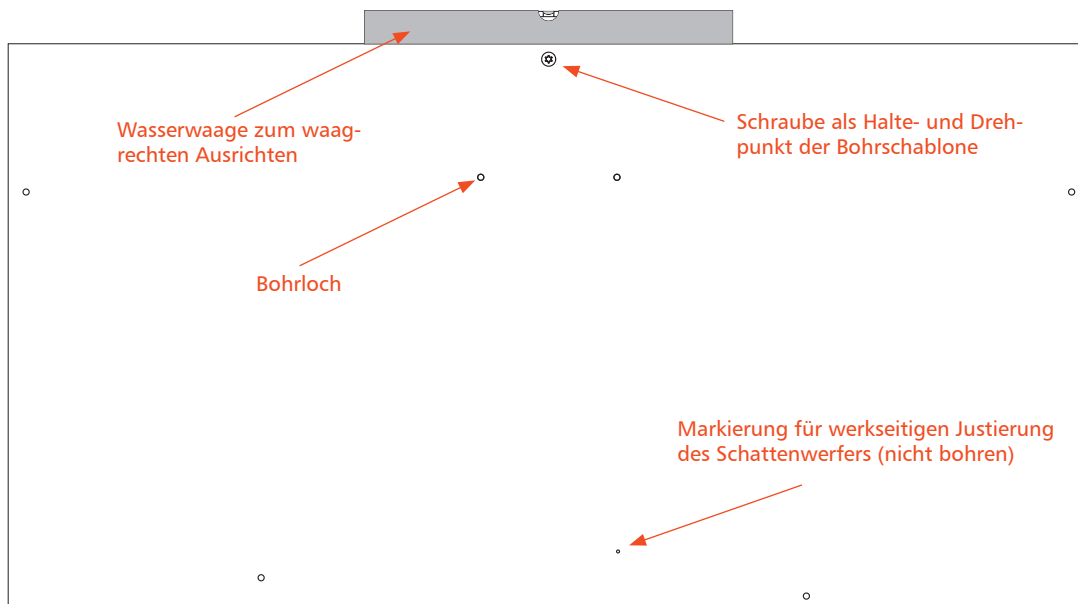 Wasserwaage zum waag-
rechten Ausrichten
Schraube als Halte- und Dreh-
punkt der Bohrschablone
Bohrloch
Markierung für werkseitigen Justierung
des Schattenwerfers (nicht bohren)